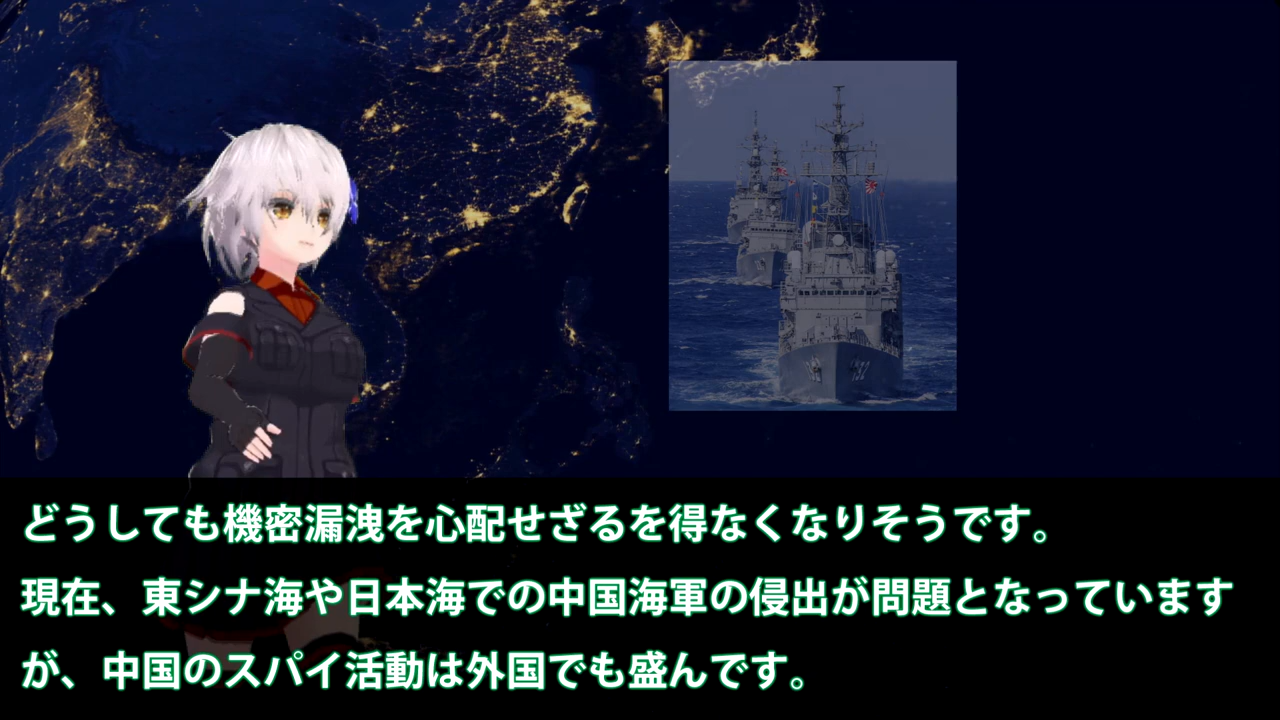 どうしても機密漏洩を心配せざるを得なくなりそうです。
現在、東シナ海や日本海での中国海軍の侵出が問題となっています
が、中国のスパイ活動は外国でも盛んです。